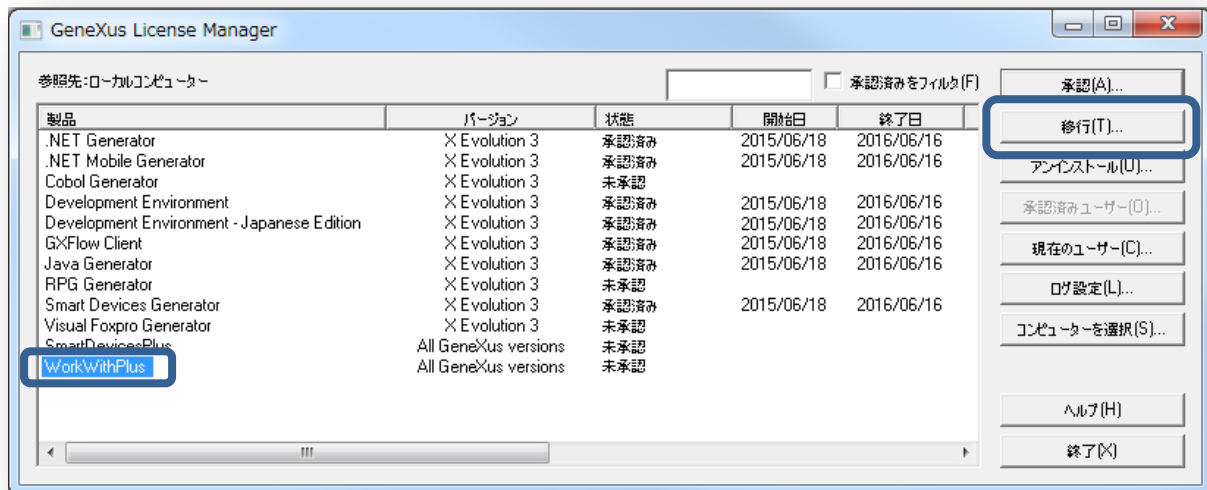 GeneXus License Manager
参照先:ローカルコンピューター
承認済みをフィルタ(F)
承認(A)...
製品 バージョン 状態 開始日 終了日
移行(T)...
.NET Generator X Evolution 3 承認済み 2015/06/18 2016/06/16
.NET Mobile Generator X Evolution 3 承認済み 2015/06/18 2016/06/16
アンインストール(U)...
Cobol Generator X Evolution 3 未承認
Development Environment X Evolution 3 承認済み 2015/06/18 2016/06/16
承認済みユーザー(O)...
Development Environment - Japanese Edition X Evolution 3 承認済み 2015/06/18 2016/06/16
GXFlow Client X Evolution 3 承認済み 2015/06/18 2016/06/16
現在のユーザー(C)...
Java Generator X Evolution 3 承認済み 2015/06/18 2016/06/16
RPG Generator X Evolution 3 未承認
ログ設定(L)...
Smart Devices Generator X Evolution 3 承認済み 2015/06/18 2016/06/16
Visual Foxpro Generator X Evolution 3 未承認
コンピューターを選択(S)...
SmartDevicesPlus All GeneXus versions 未承認
WorkWithPlus All GeneXus versions 未承認
ヘルプ(H)
終了(X)